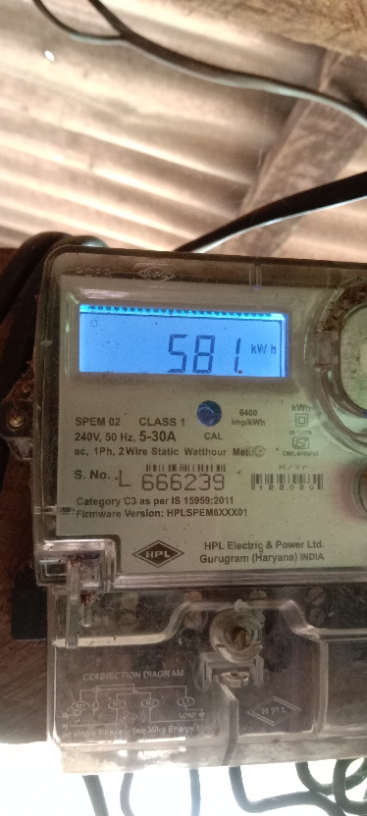 581. kWh
SPEM 02 CLASS 1
240V, 50 Hz, 5-30A
6400 imp/kWh
CAL
kWh
ac, 1Ph, 2Wire Static Watthour
S. No. L 666239
Category C3 as per IS 15959:2011
Firmware Version: HPLSPEM6XXX01
HPL
HPL Electric & Power Ltd.
Gurugram (Haryana) INDIA
CONNECTION DIAGRAM
HPL